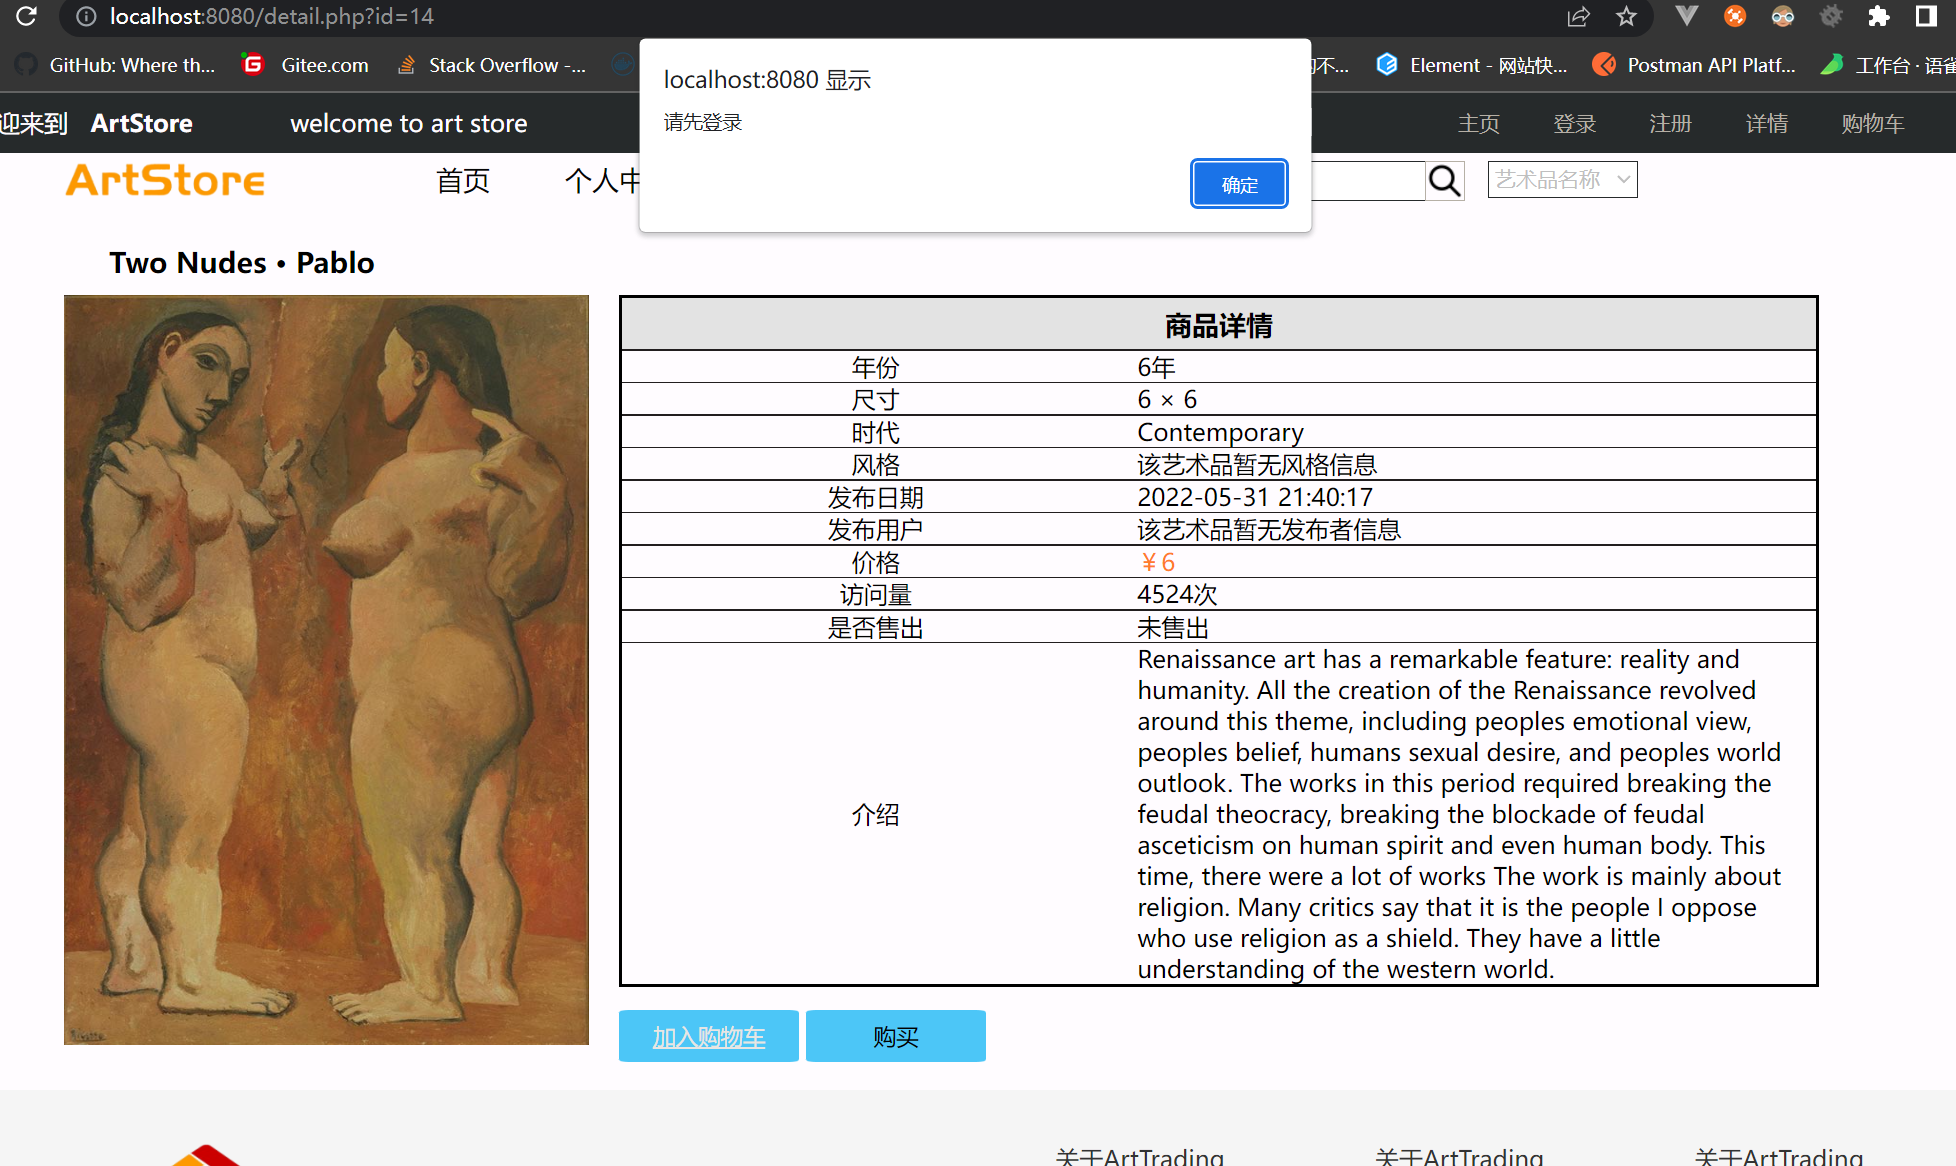 localhost:8080/detail.php?id=14
GitHub: Where th...
Gitee.com
Stack Overflow -...
Element - 网站快...
Postman API Platf...
工作台 · 语雀
localhost:8080 显示
请先登录
确定
迎来到 ArtStore welcome to art store
主页 登录 注册 详情 购物车
ArtStore 首页 个人中
艺术品名称
Two Nudes • Pablo
商品详情
年份 6年
尺寸 6 × 6
时代 Contemporary
风格 该艺术品暂无风格信息
发布日期 2022-05-31 21:40:17
发布用户 该艺术品暂无发布者信息
价格 ￥6
访问量 4524次
是否售出 未售出
介绍
Renaissance art has a remarkable feature: reality and
humanity. All the creation of the Renaissance revolved
around this theme, including peoples emotional view,
peoples belief, humans sexual desire, and peoples world
outlook. The works in this period required breaking the
feudal theocracy, breaking the blockade of feudal
asceticism on human spirit and even human body. This
time, there were a lot of works The work is mainly about
religion. Many critics say that it is the people I oppose
who use religion as a shield. They have a little
understanding of the western world.
加入购物车 购买
关于ArtTrading 关于ArtTrading 关于ArtTrading